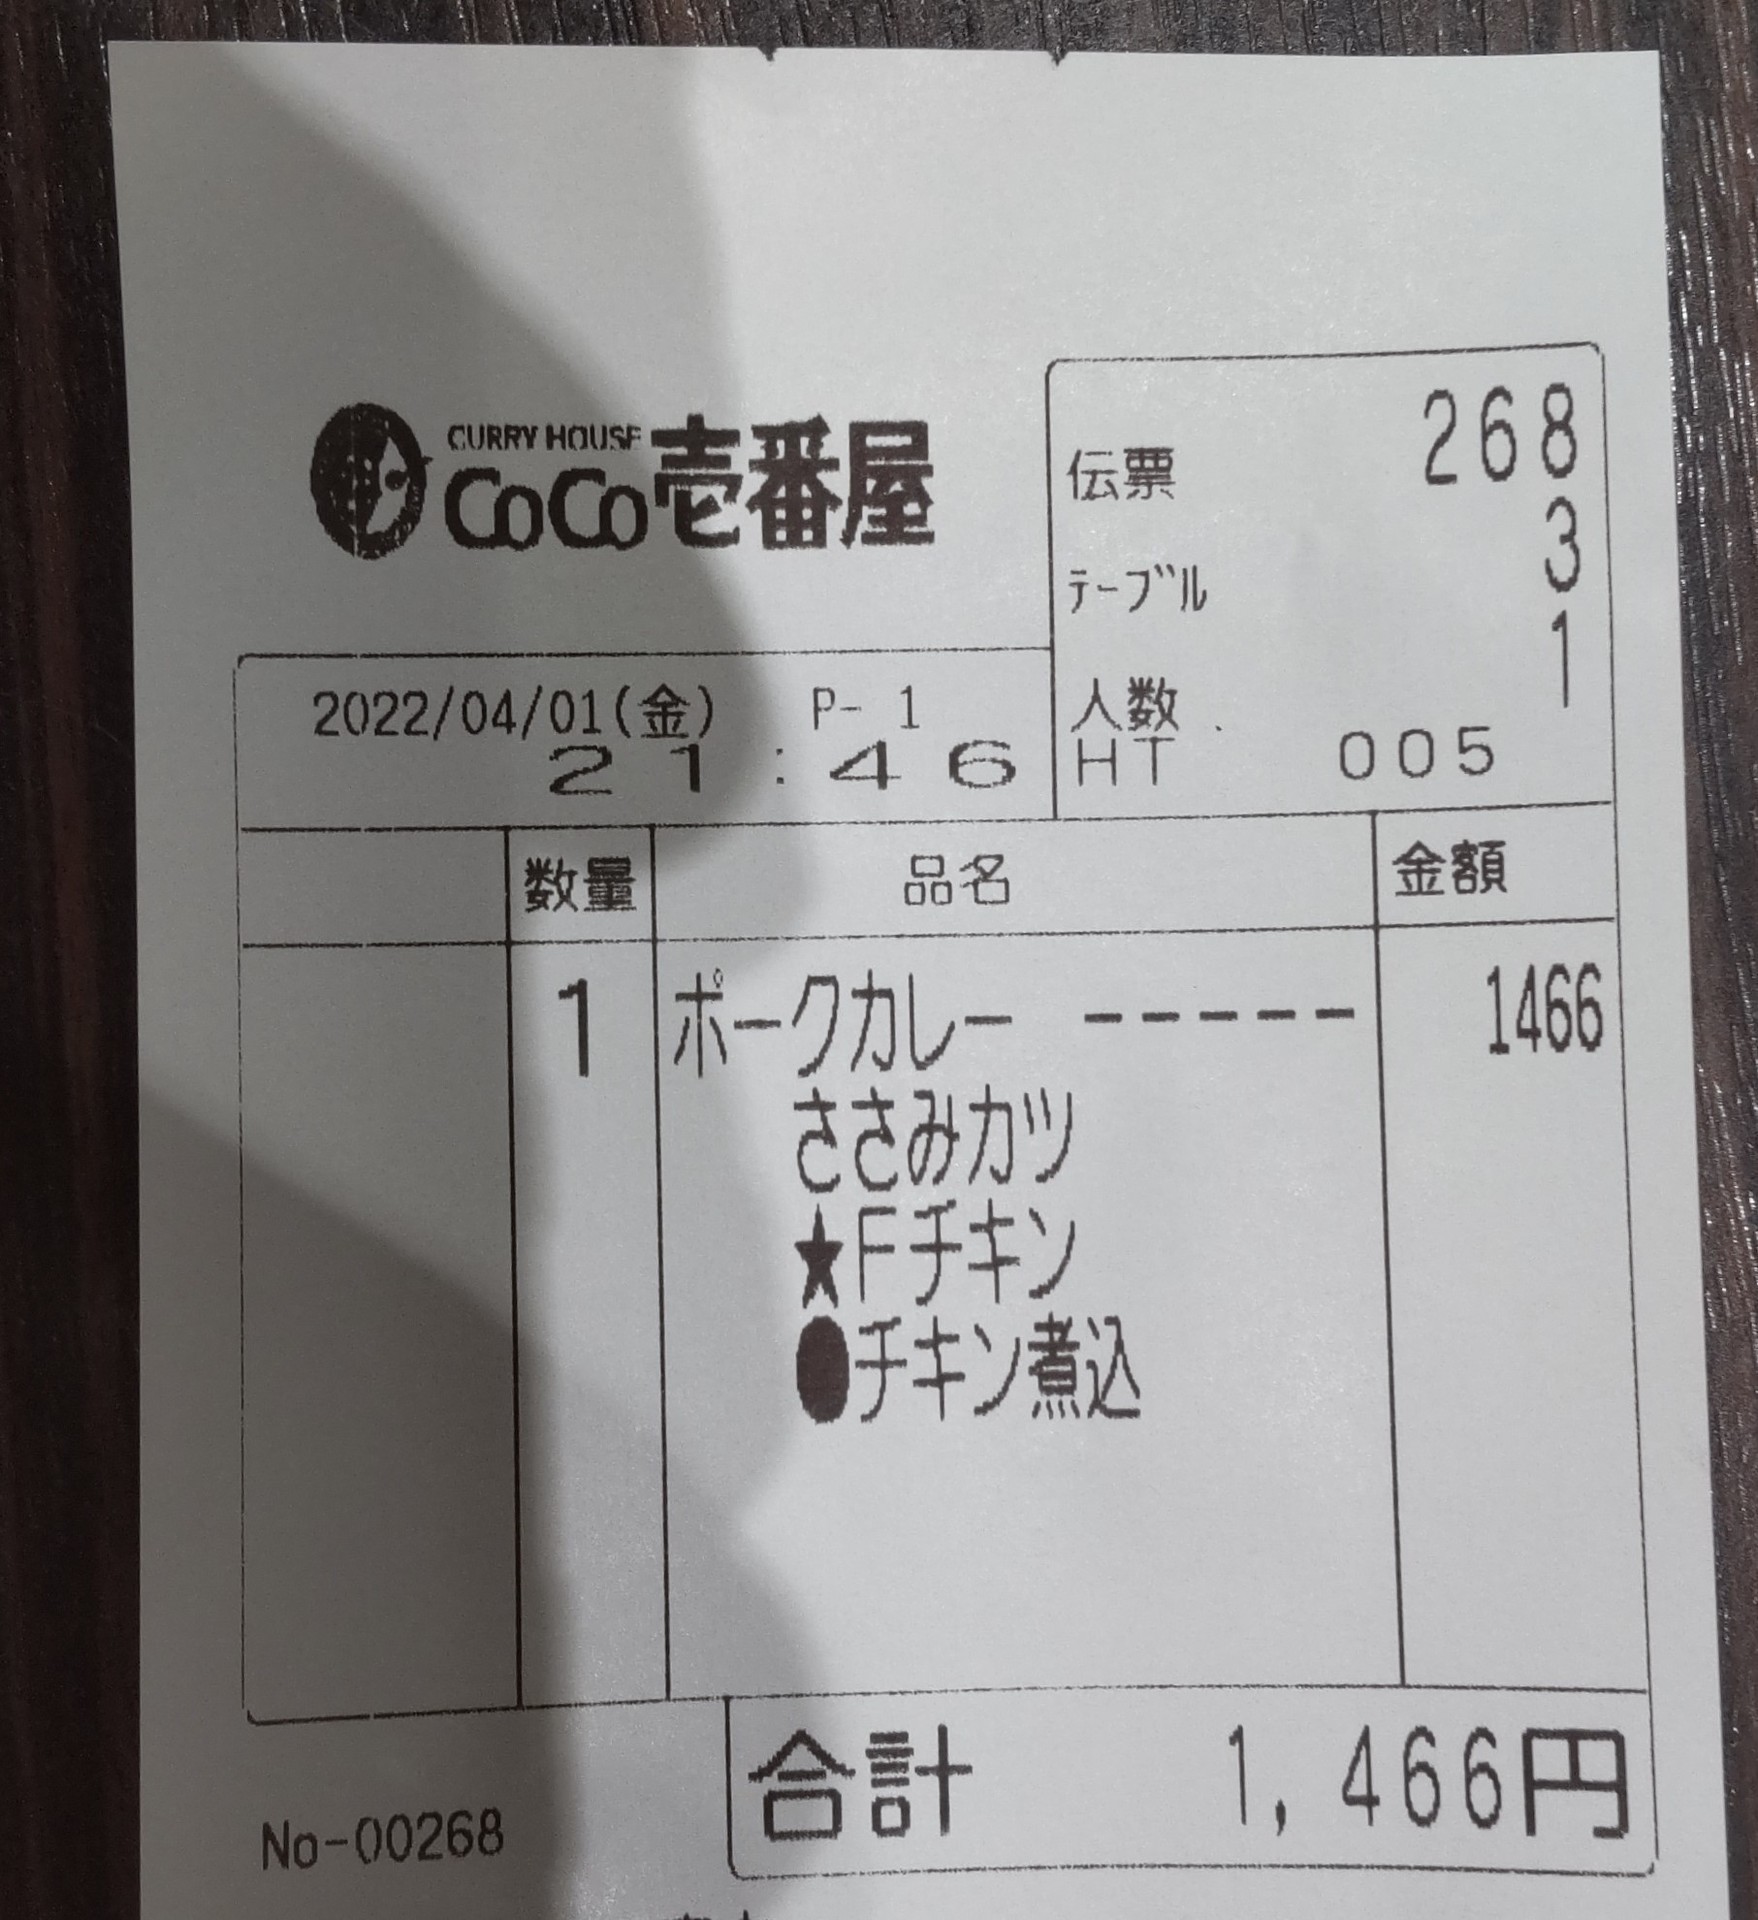 CURRY HOUSE
CoCo壱番屋
伝票 268
ﾃｰﾌﾞﾙ 3
人数 1
2022/04/01(金) P- 1
21:46
HT 005
数量 品名 金額
1 ポークカレー ----- 1466
ささみカツ
★Fチキン
●チキン煮込
合計 1,466円
No-00268